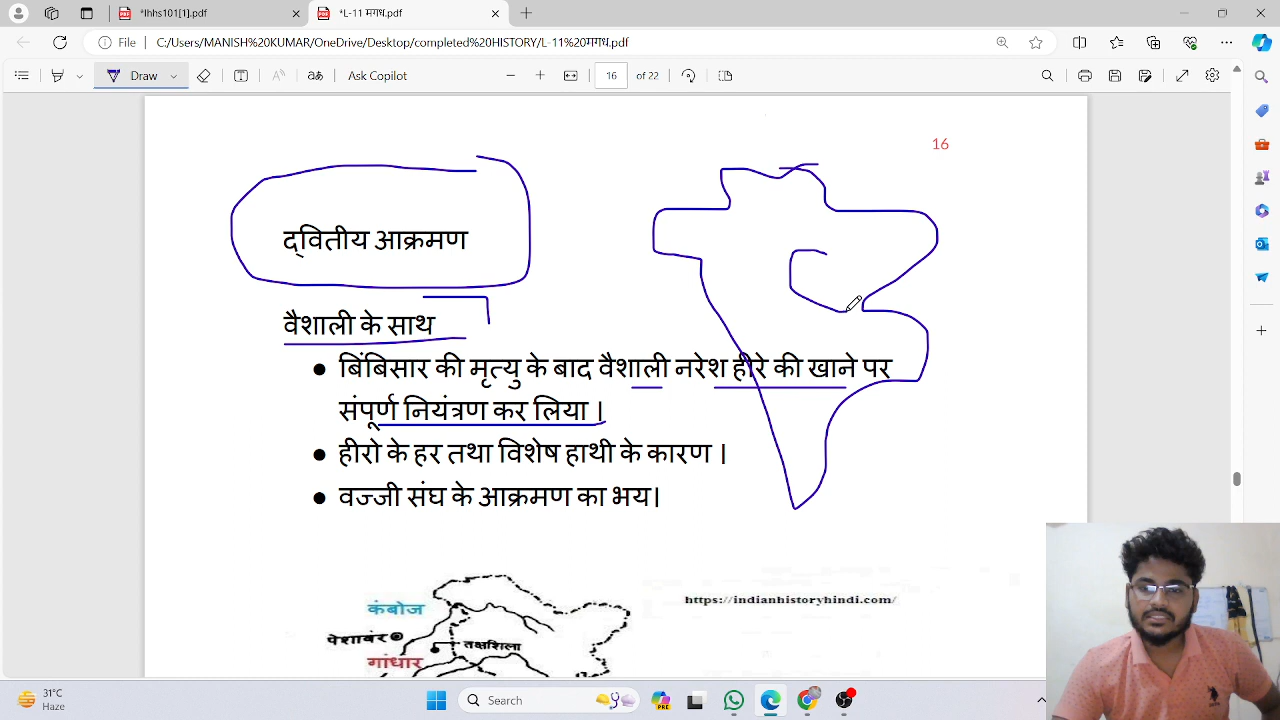 *lhhs101[1].pdf
*L-11 मगध.pdf
File
C:/Users/MANISH%20KUMAR/OneDrive/Desktop/completed%20HISTORY/L-11%20मगध.pdf
Draw
Ask Copilot
16
of 22
16
द्वितीय आक्रमण
वैशाली के साथ
● बिंबिसार की मृत्यु के बाद वैशाली नरेश हीरे की खाने पर
संपूर्ण नियंत्रण कर लिया ।
● हीरो के हर तथा विशेष हाथी के कारण ।
● वज्जी संघ के आक्रमण का भय।
कंबोज
पेशावर
तक्षशिला
गांधार
https://indianhistoryhindi.com/
31°C
Haze
Search
PRE